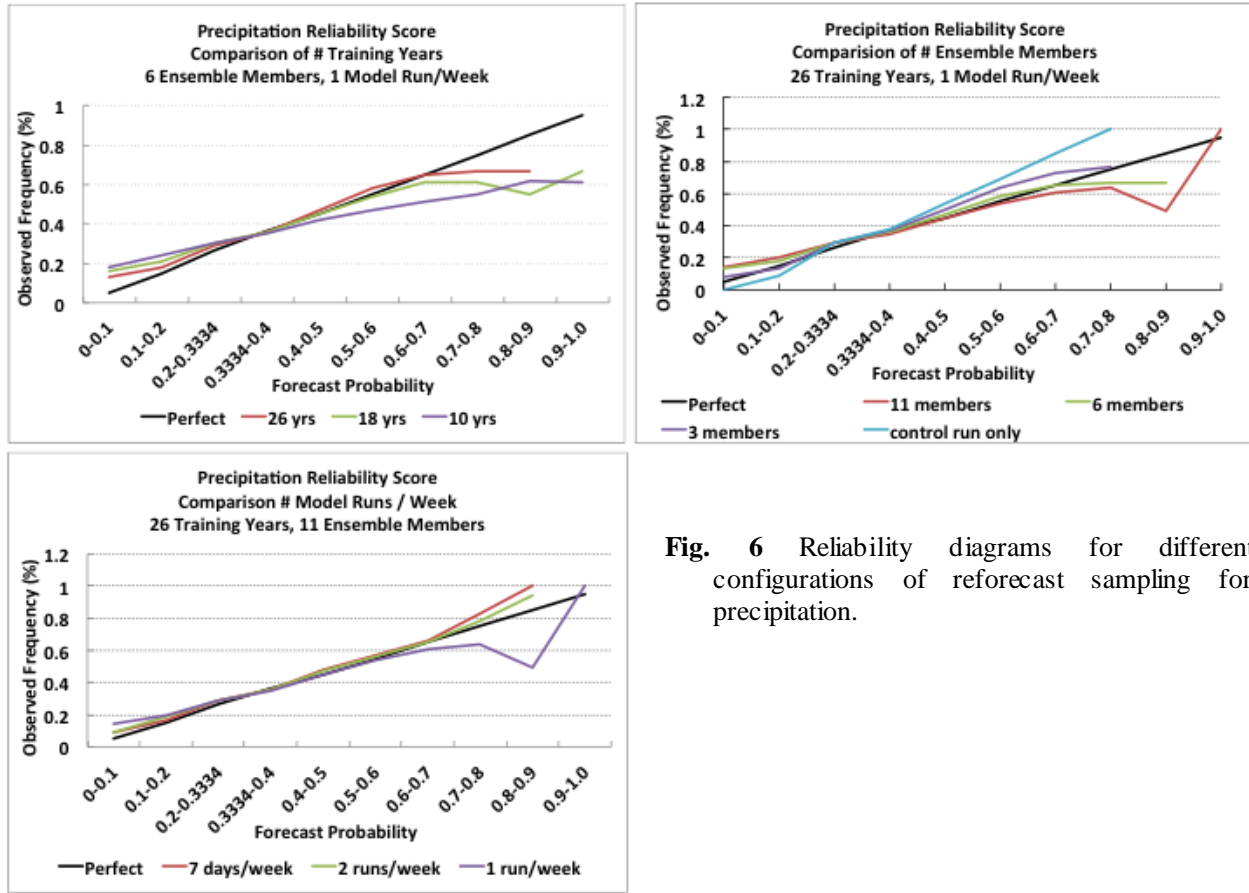 Precipitation Reliability Score
Comparison of # Training Years
6 Ensemble Members, 1 Model Run/Week
Observed Frequency (%)
1
0.8
0.6
0.4
0.2
0
0-0.1
0.1-0.2
0.2-0.3334
0.3334-0.4
0.4-0.5
0.5-0.6
0.6-0.7
0.7-0.8
0.8-0.9
0.9-1.0
Forecast Probability
Perfect 26 yrs 18 yrs 10 yrs
Precipitation Reliability Score
Comparision of # Ensemble Members
26 Training Years, 1 Model Run/Week
Observed Frequency (%)
1.2
1
0.8
0.6
0.4
0.2
0
0-0.1
0.1-0.2
0.2-0.3334
0.3334-0.4
0.4-0.5
0.5-0.6
0.6-0.7
0.7-0.8
0.8-0.9
0.9-1.0
Forecast Probability
Perfect 11 members 6 members
3 members control run only
Precipitation Reliability Score
Comparison # Model Runs / Week
26 Training Years, 11 Ensemble Members
Observed Frequency (%)
1.2
1
0.8
0.6
0.4
0.2
0
0-0.1
0.1-0.2
0.2-0.3334
0.3334-0.4
0.4-0.5
0.5-0.6
0.6-0.7
0.7-0.8
0.8-0.9
0.9-1.0
Forecast Probability
Perfect 7 days/week 2 runs/week 1 run/week
Fig. 6 Reliability diagrams for different
configurations of reforecast sampling for
precipitation.